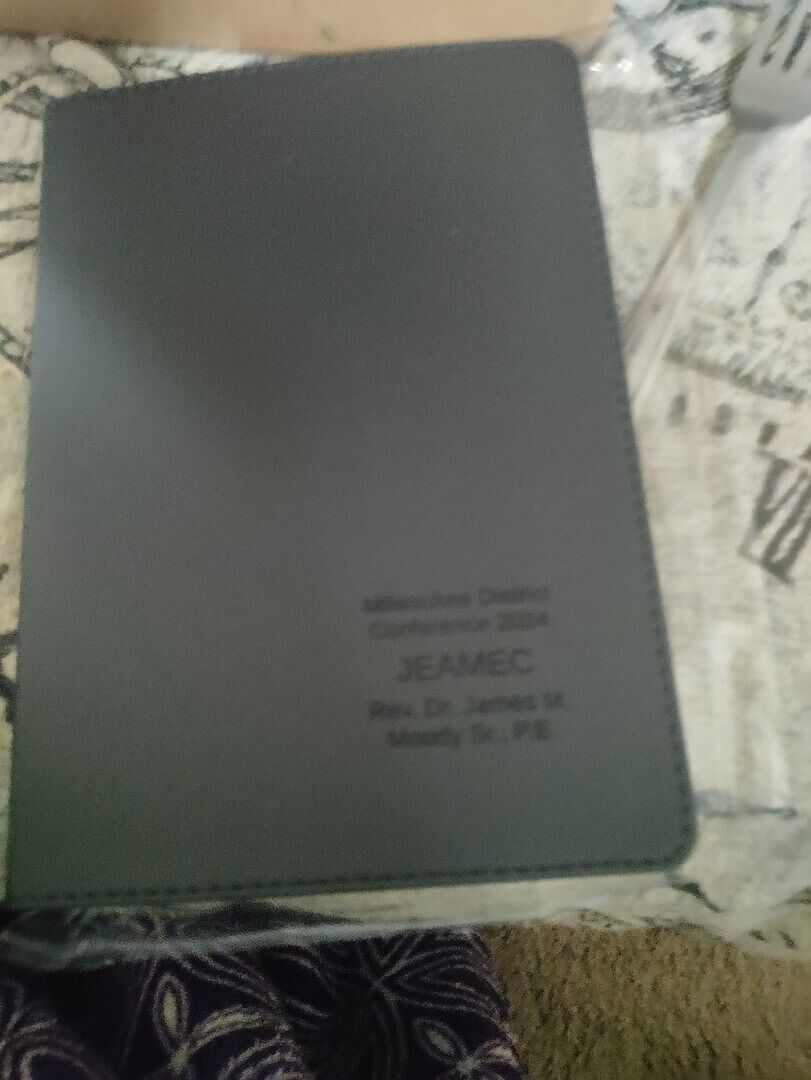 Milwaukee District
Conference 2024
JEAMEC
Rev. Dr. James M.
Moody Sr., P.E.